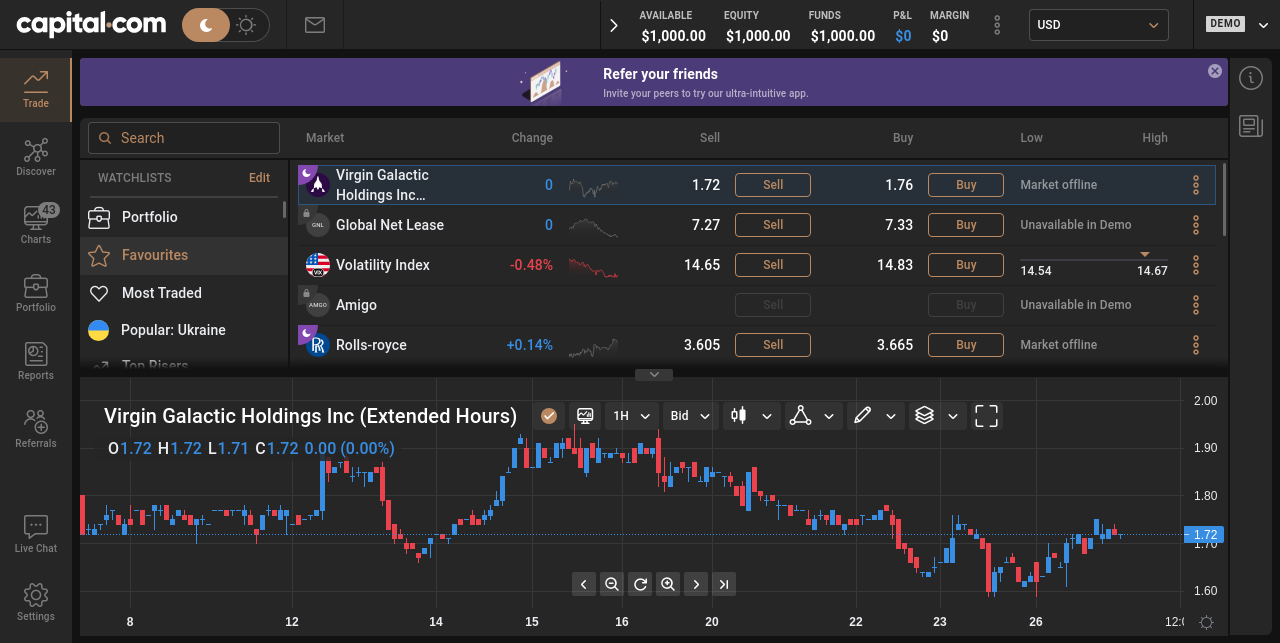 capital.com
AVAILABLE EQUITY FUNDS P&L MARGIN
$1,000.00 $1,000.00 $1,000.00 $0 $0
USD
DEMO
Refer your friends
Invite your peers to try our ultra-intuitive app.
Trade
Discover
43
Charts
Portfolio
Reports
Referrals
Live Chat
Settings
Search
WATCHLISTS Edit
Portfolio
Favourites
Most Traded
Popular: Ukraine
Top Risers
Market Change Sell Buy Low High
Virgin Galactic
Holdings Inc...
0 1.72 Sell 1.76 Buy Market offline
GNL Global Net Lease 0 7.27 Sell 7.33 Buy Unavailable in Demo
VIX Volatility Index -0.48% 14.65 Sell 14.83 Buy 14.54 14.67
AMGO Amigo Sell Buy Unavailable in Demo
Rolls-royce +0.14% 3.605 Sell 3.665 Buy Market offline
Virgin Galactic Holdings Inc (Extended Hours) 1H Bid
O1.72 H1.72 L1.71 C1.72 0.00 (0.00%)
2.00
1.90
1.80
1.72
1.70
1.60
8 12 14 15 16 20 22 23 26